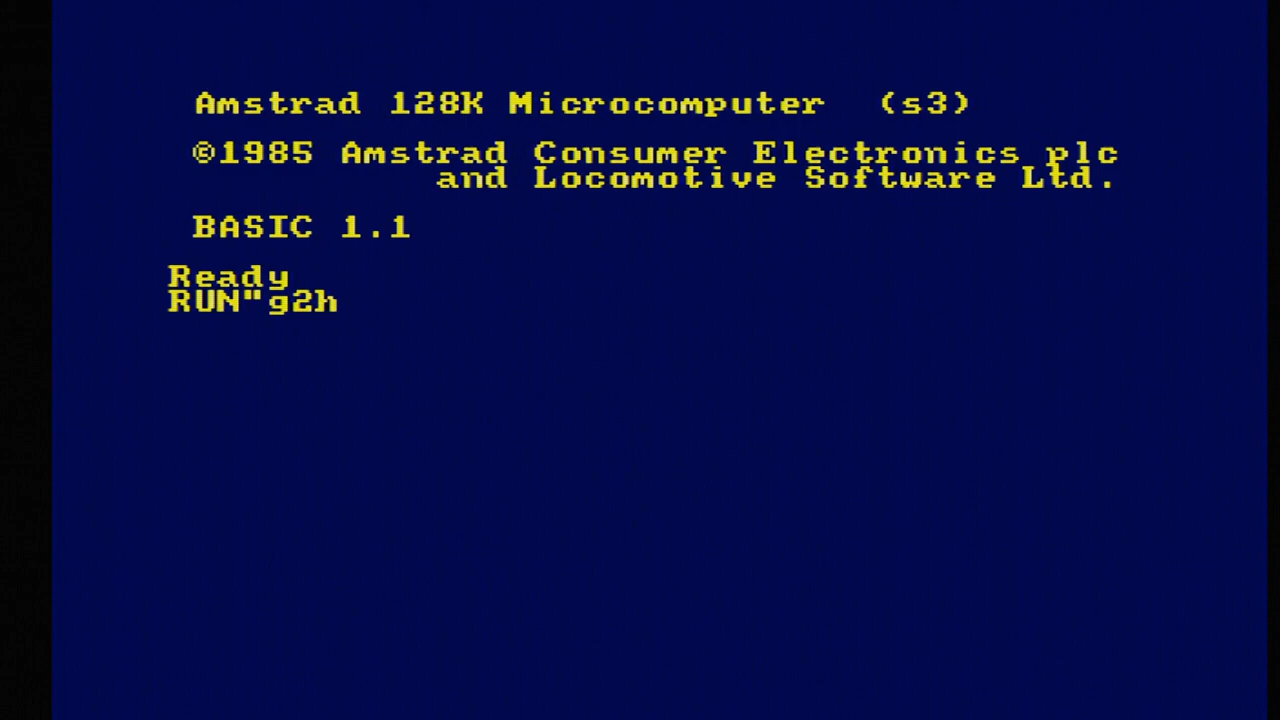 Amstrad 128K Microcomputer (s3)
©1985 Amstrad Consumer Electronics plc
and Locomotive Software Ltd.
BASIC 1.1
Ready
RUN"g2h